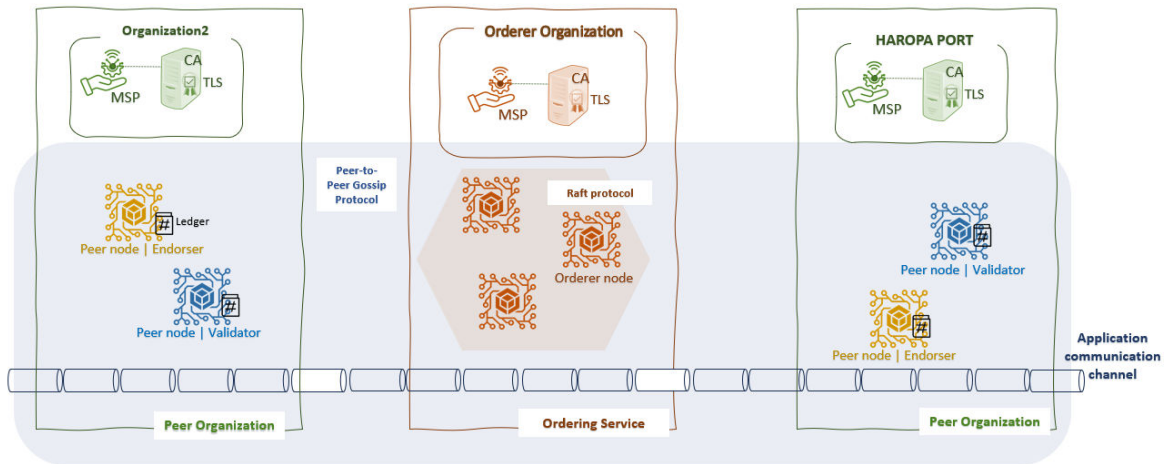 Organization2
CA
TLS
MSP
Orderer Organization
CA
TLS
MSP
HAROPA PORT
CA
TLS
MSP
Peer-to-
Peer Gossip
Protocol
Raft protocol
#
Ledger
Peer node | Endorser
#
Peer node | Validator
Orderer node
#
Peer node | Validator
#
Peer node | Endorser
Application
communication
channel
Peer Organization
Ordering Service
Peer Organization